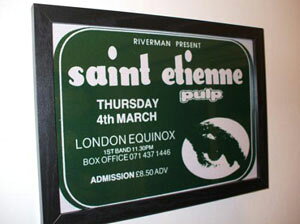 RIVERMAN PRESENT
saint etienne
pulp
THURSDAY
4th MARCH
LONDON EQUINOX
1ST BAND 11.30PM
BOX OFFICE 071 437 1446
ADMISSION £8.50 ADV